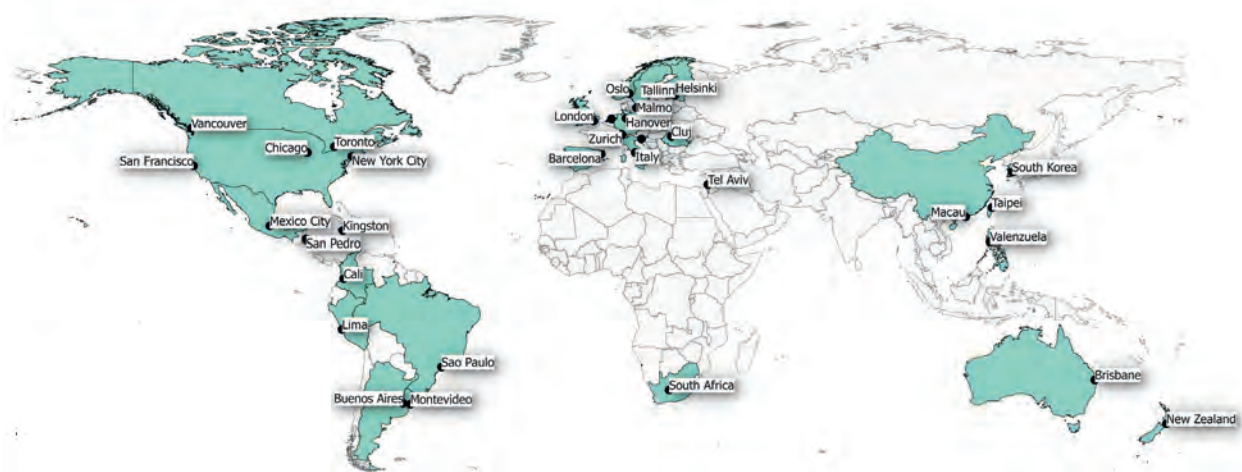 Oslo
Tallinn
Helsinki
Malmo
London
Hanover
Vancouver
Zurich
Cluj
Toronto
Chicago
Barcelona
Italy
San Francisco
New York City
South Korea
Tel Aviv
Taipei
Macau
Mexico City
Kingston
San Pedro
Valenzuela
Cali
Lima
Sao Paulo
South Africa
Brisbane
Buenos Aires
Montevideo
New Zealand